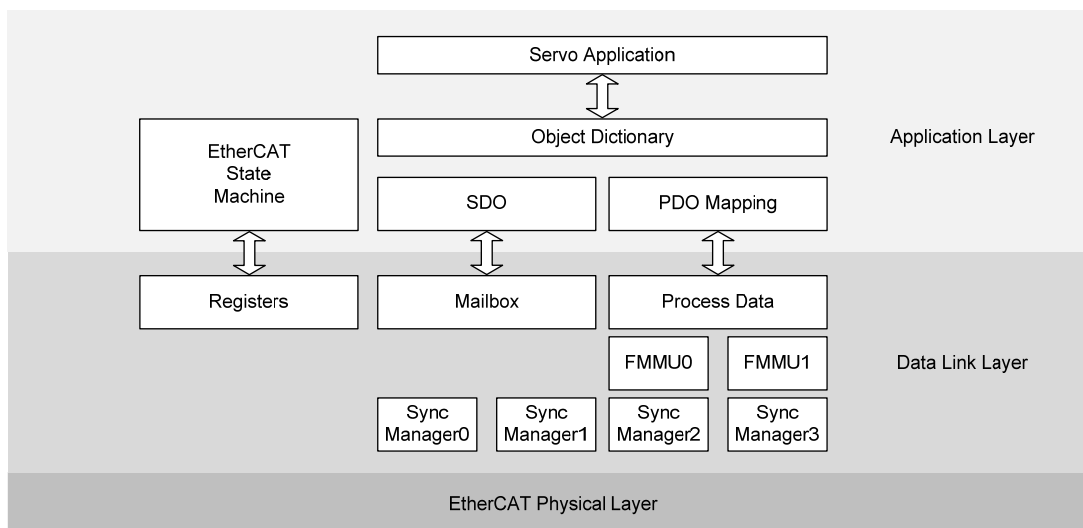 Servo Application
Object Dictionary
Application Layer
EtherCAT
State
Machine
SDO
PDO Mapping
Registers
Mailbox
Process Data
FMMU0
FMMU1
Data Link Layer
Sync
Manager0
Sync
Manager1
Sync
Manager2
Sync
Manager3
EtherCAT Physical Layer